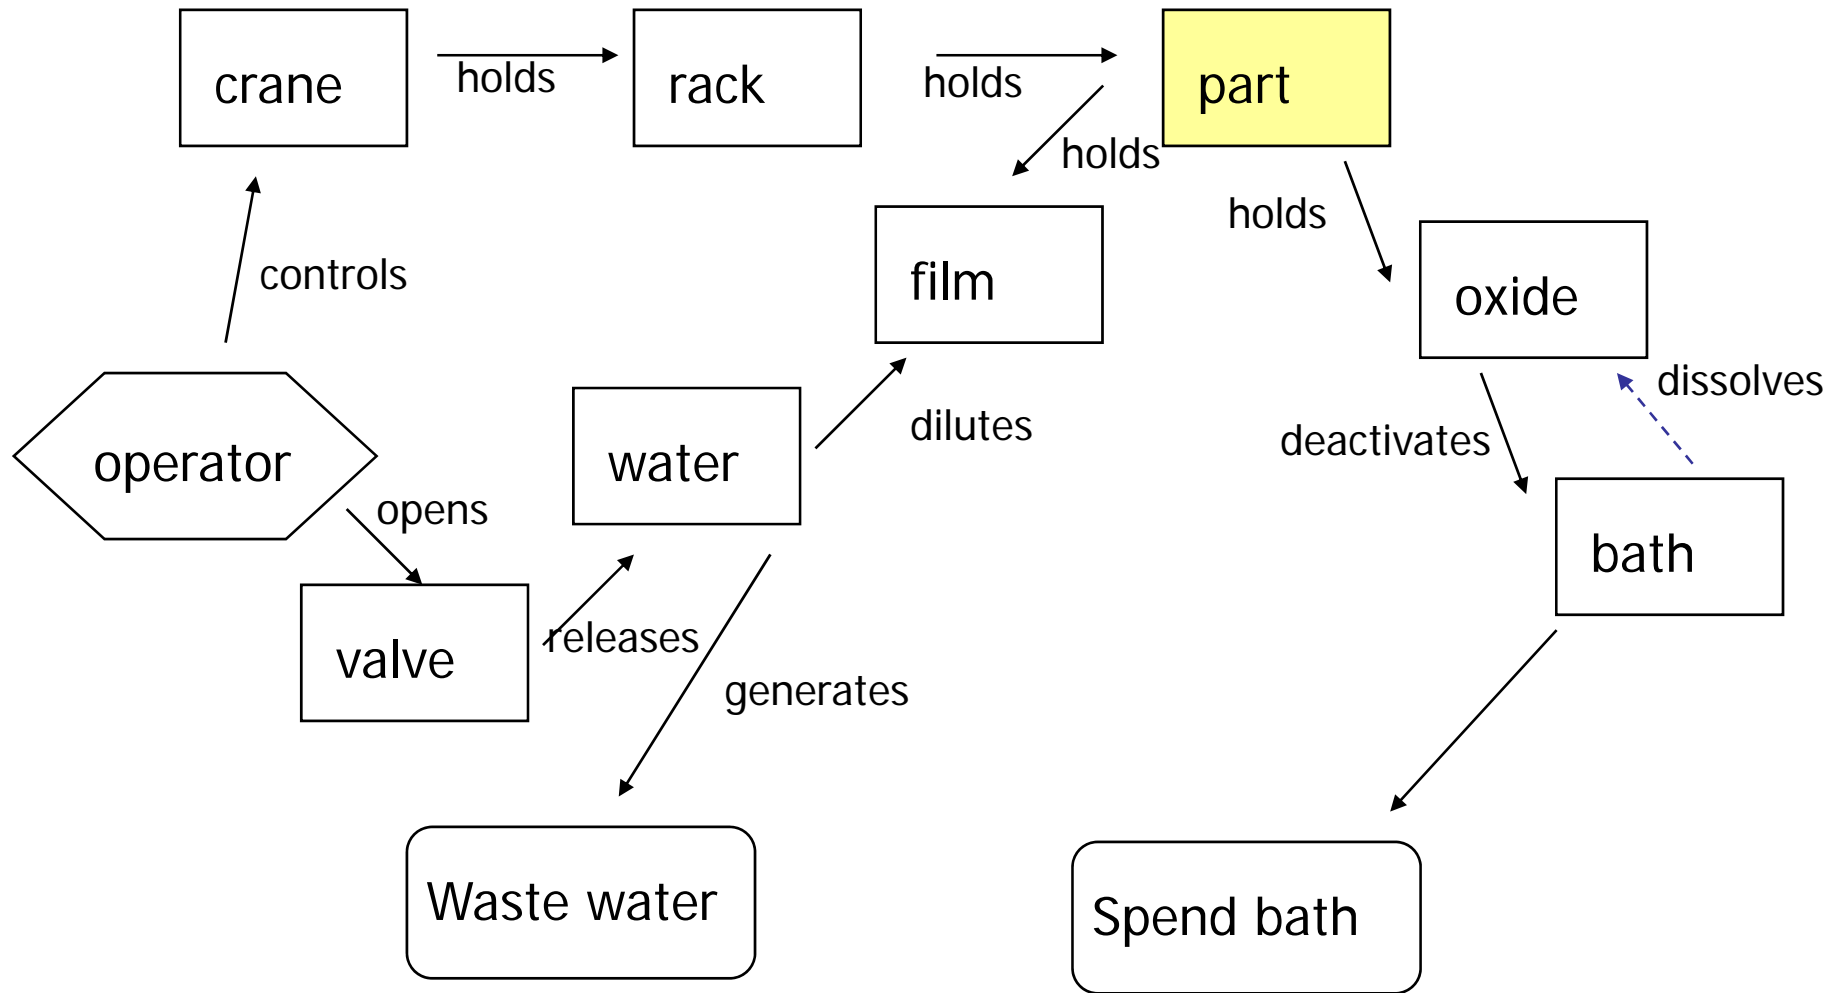 crane
holds
rack
holds
part
holds
film
holds
oxide
controls
dissolves
operator
opens
water
dilutes
deactivates
bath
valve
releases
generates
Waste water
Spend bath